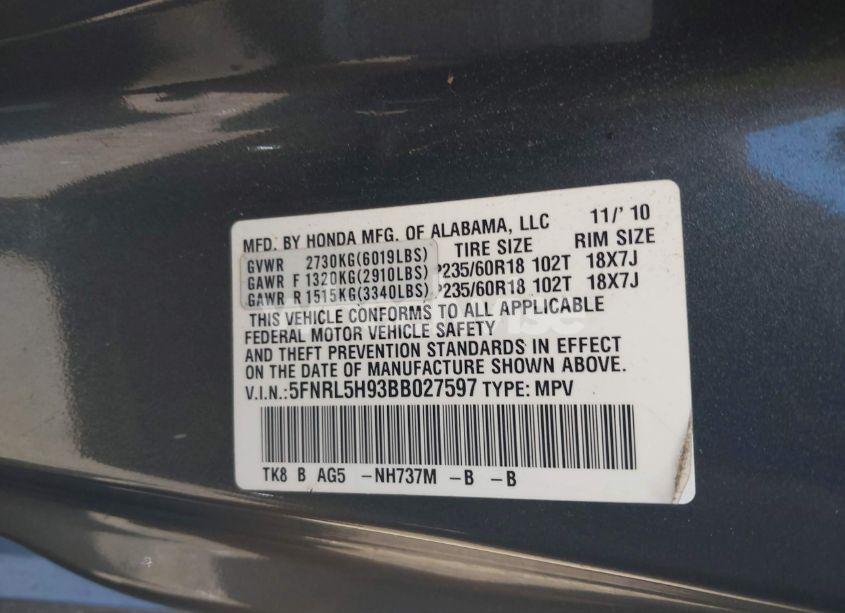 MFD. BY HONDA MFG. OF ALABAMA, LLC 11/' 10
GVWR 2730KG(6019LBS) TIRE SIZE RIM SIZE
GAWR F 1320KG(2910LBS) P235/60R18 102T 18X7J
GAWR R 1515KG(3340LBS) P235/60R18 102T 18X7J
THIS VEHICLE CONFORMS TO ALL APPLICABLE
FEDERAL MOTOR VEHICLE SAFETY
AND THEFT PREVENTION STANDARDS IN EFFECT
ON THE DATE OF MANUFACTURE SHOWN ABOVE.
V.I.N.:5FNRL5H93BB027597 TYPE: MPV
TK8 B AG5 -NH737M -B -B